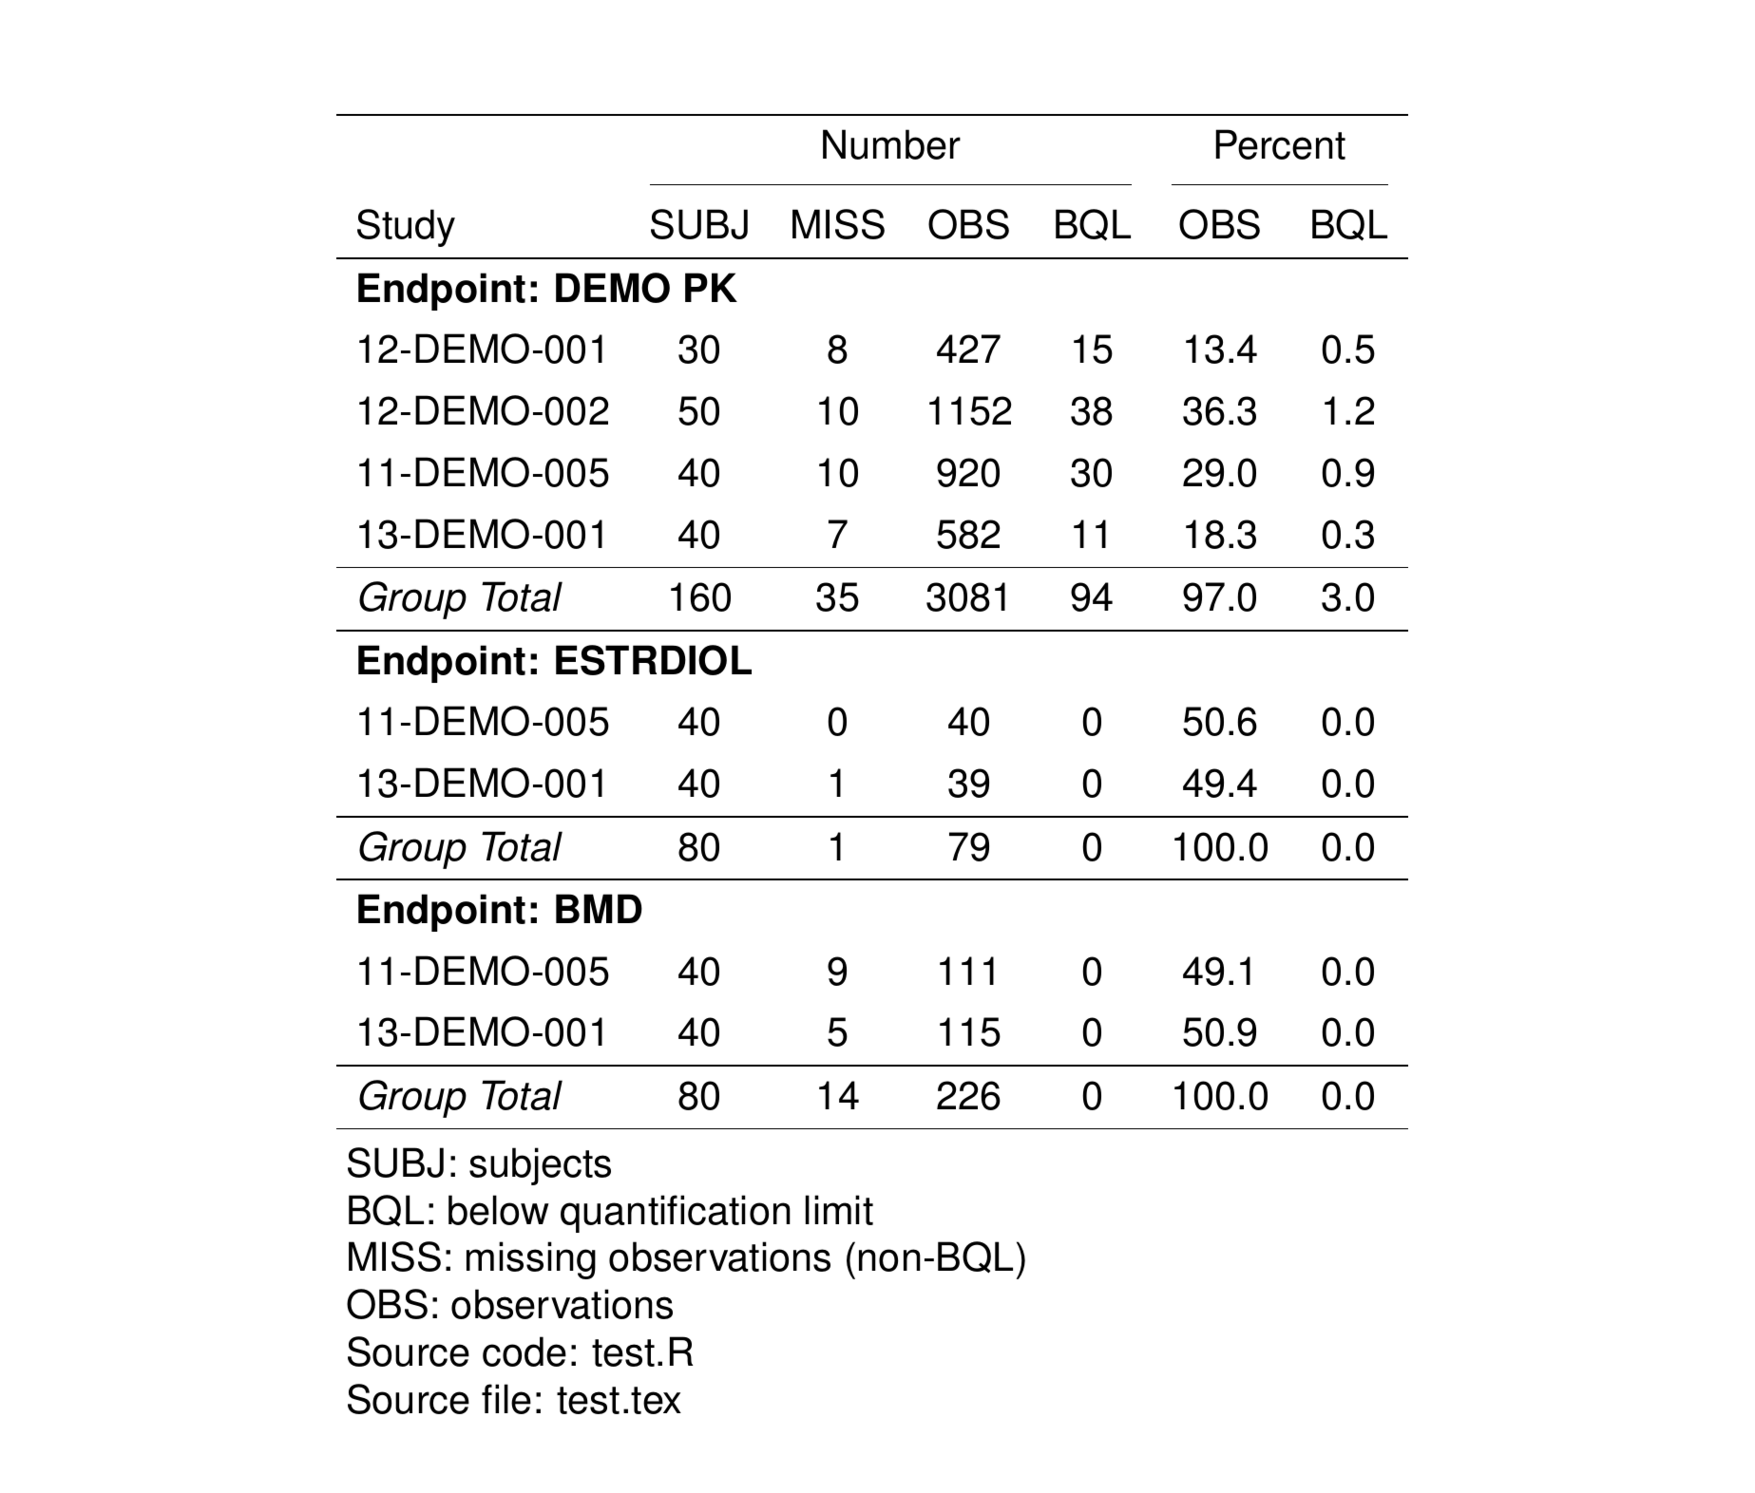 Number Percent
Study SUBJ MISS OBS BQL OBS BQL
Endpoint: DEMO PK
12-DEMO-001 30 8 427 15 13.4 0.5
12-DEMO-002 50 10 1152 38 36.3 1.2
11-DEMO-005 40 10 920 30 29.0 0.9
13-DEMO-001 40 7 582 11 18.3 0.3
Group Total 160 35 3081 94 97.0 3.0
Endpoint: ESTRDIOL
11-DEMO-005 40 0 40 0 50.6 0.0
13-DEMO-001 40 1 39 0 49.4 0.0
Group Total 80 1 79 0 100.0 0.0
Endpoint: BMD
11-DEMO-005 40 9 111 0 49.1 0.0
13-DEMO-001 40 5 115 0 50.9 0.0
Group Total 80 14 226 0 100.0 0.0
SUBJ: subjects
BQL: below quantification limit
MISS: missing observations (non-BQL)
OBS: observations
Source code: test.R
Source file: test.tex